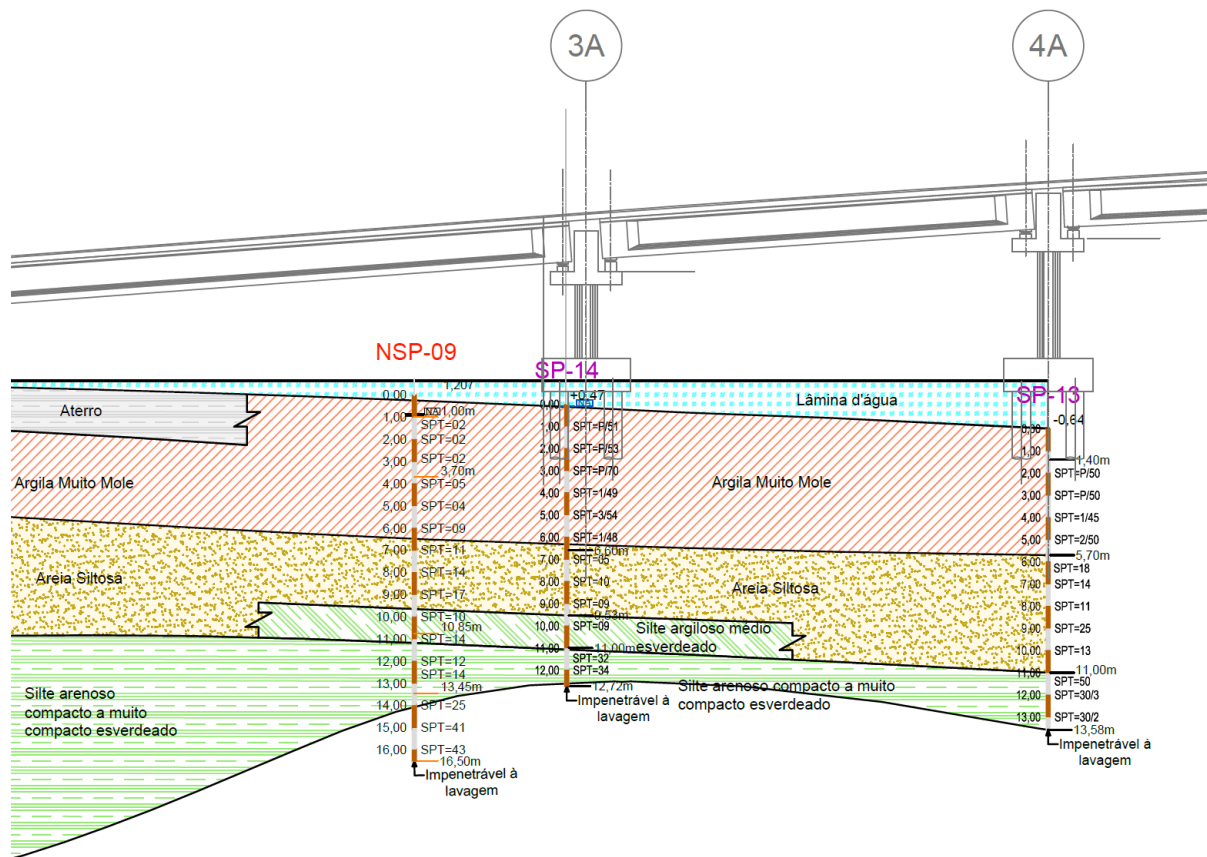 3A
4A
NSP-09
1,207
0,00
NA
1,00m
1,00
SPT=02
2,00
SPT=02
3,00
SPT=02
3,70m
4,00
SPT=05
5,00
SPT=04
6,00
SPT=09
7,00
SPT=11
8,00
SPT=14
9,00
SPT=17
10,00
SPT=10
10,85m
11,00
SPT=14
12,00
SPT=12
SPT=14
13,00
13,45m
14,00
SPT=25
15,00
SPT=41
16,00
SPT=43
16,50m
Impenetrável à
lavagem
SP-14
+0,47
0,00
1,00
SPT=P/51
2,00
SPT=P/53
3,00
SPT=P/70
4,00
SPT=1/49
5,00
SPT=3/54
6,00
SPT=1/48
6,60m
7,00
SPT=05
8,00
SPT=10
9,00
SPT=09
9,53m
10,00
SPT=09
11,00
11,00m
SPT=32
12,00
SPT=34
12,72m
Impenetrável à
lavagem
SP-13
-0,64
0,00
1,00
1,40m
2,00
SPT=P/50
3,00
SPT=P/50
4,00
SPT=1/45
5,00
SPT=2/50
5,70m
6,00
SPT=18
7,00
SPT=14
8,00
SPT=11
9,00
SPT=25
10,00
SPT=13
11,00
11,00m
SPT=50
12,00
SPT=30/3
13,00
SPT=30/2
13,58m
Impenetrável à
lavagem
Lâmina d'água
Aterro
Argila Muito Mole
Argila Muito Mole
Areia Siltosa
Areia Siltosa
Silte argiloso médio
esverdeado
Silte arenoso
compacto a muito
compacto esverdeado
Silte arenoso compacto a muito
compacto esverdeado